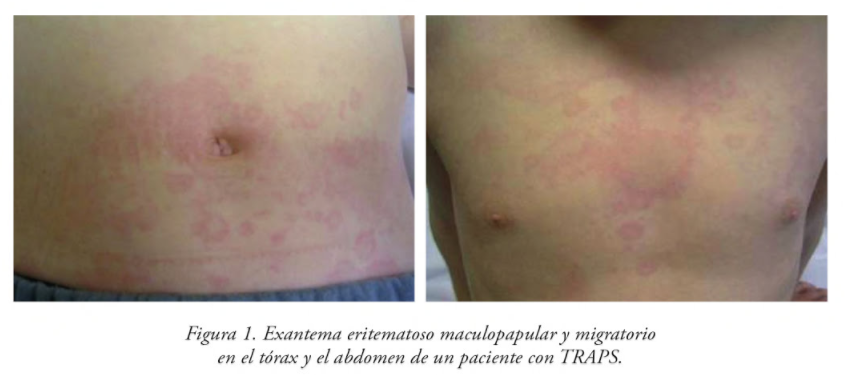 Figura 1. Exantema eritematoso maculopapular y migratorio
en el tórax y el abdomen de un paciente con TRAPS.